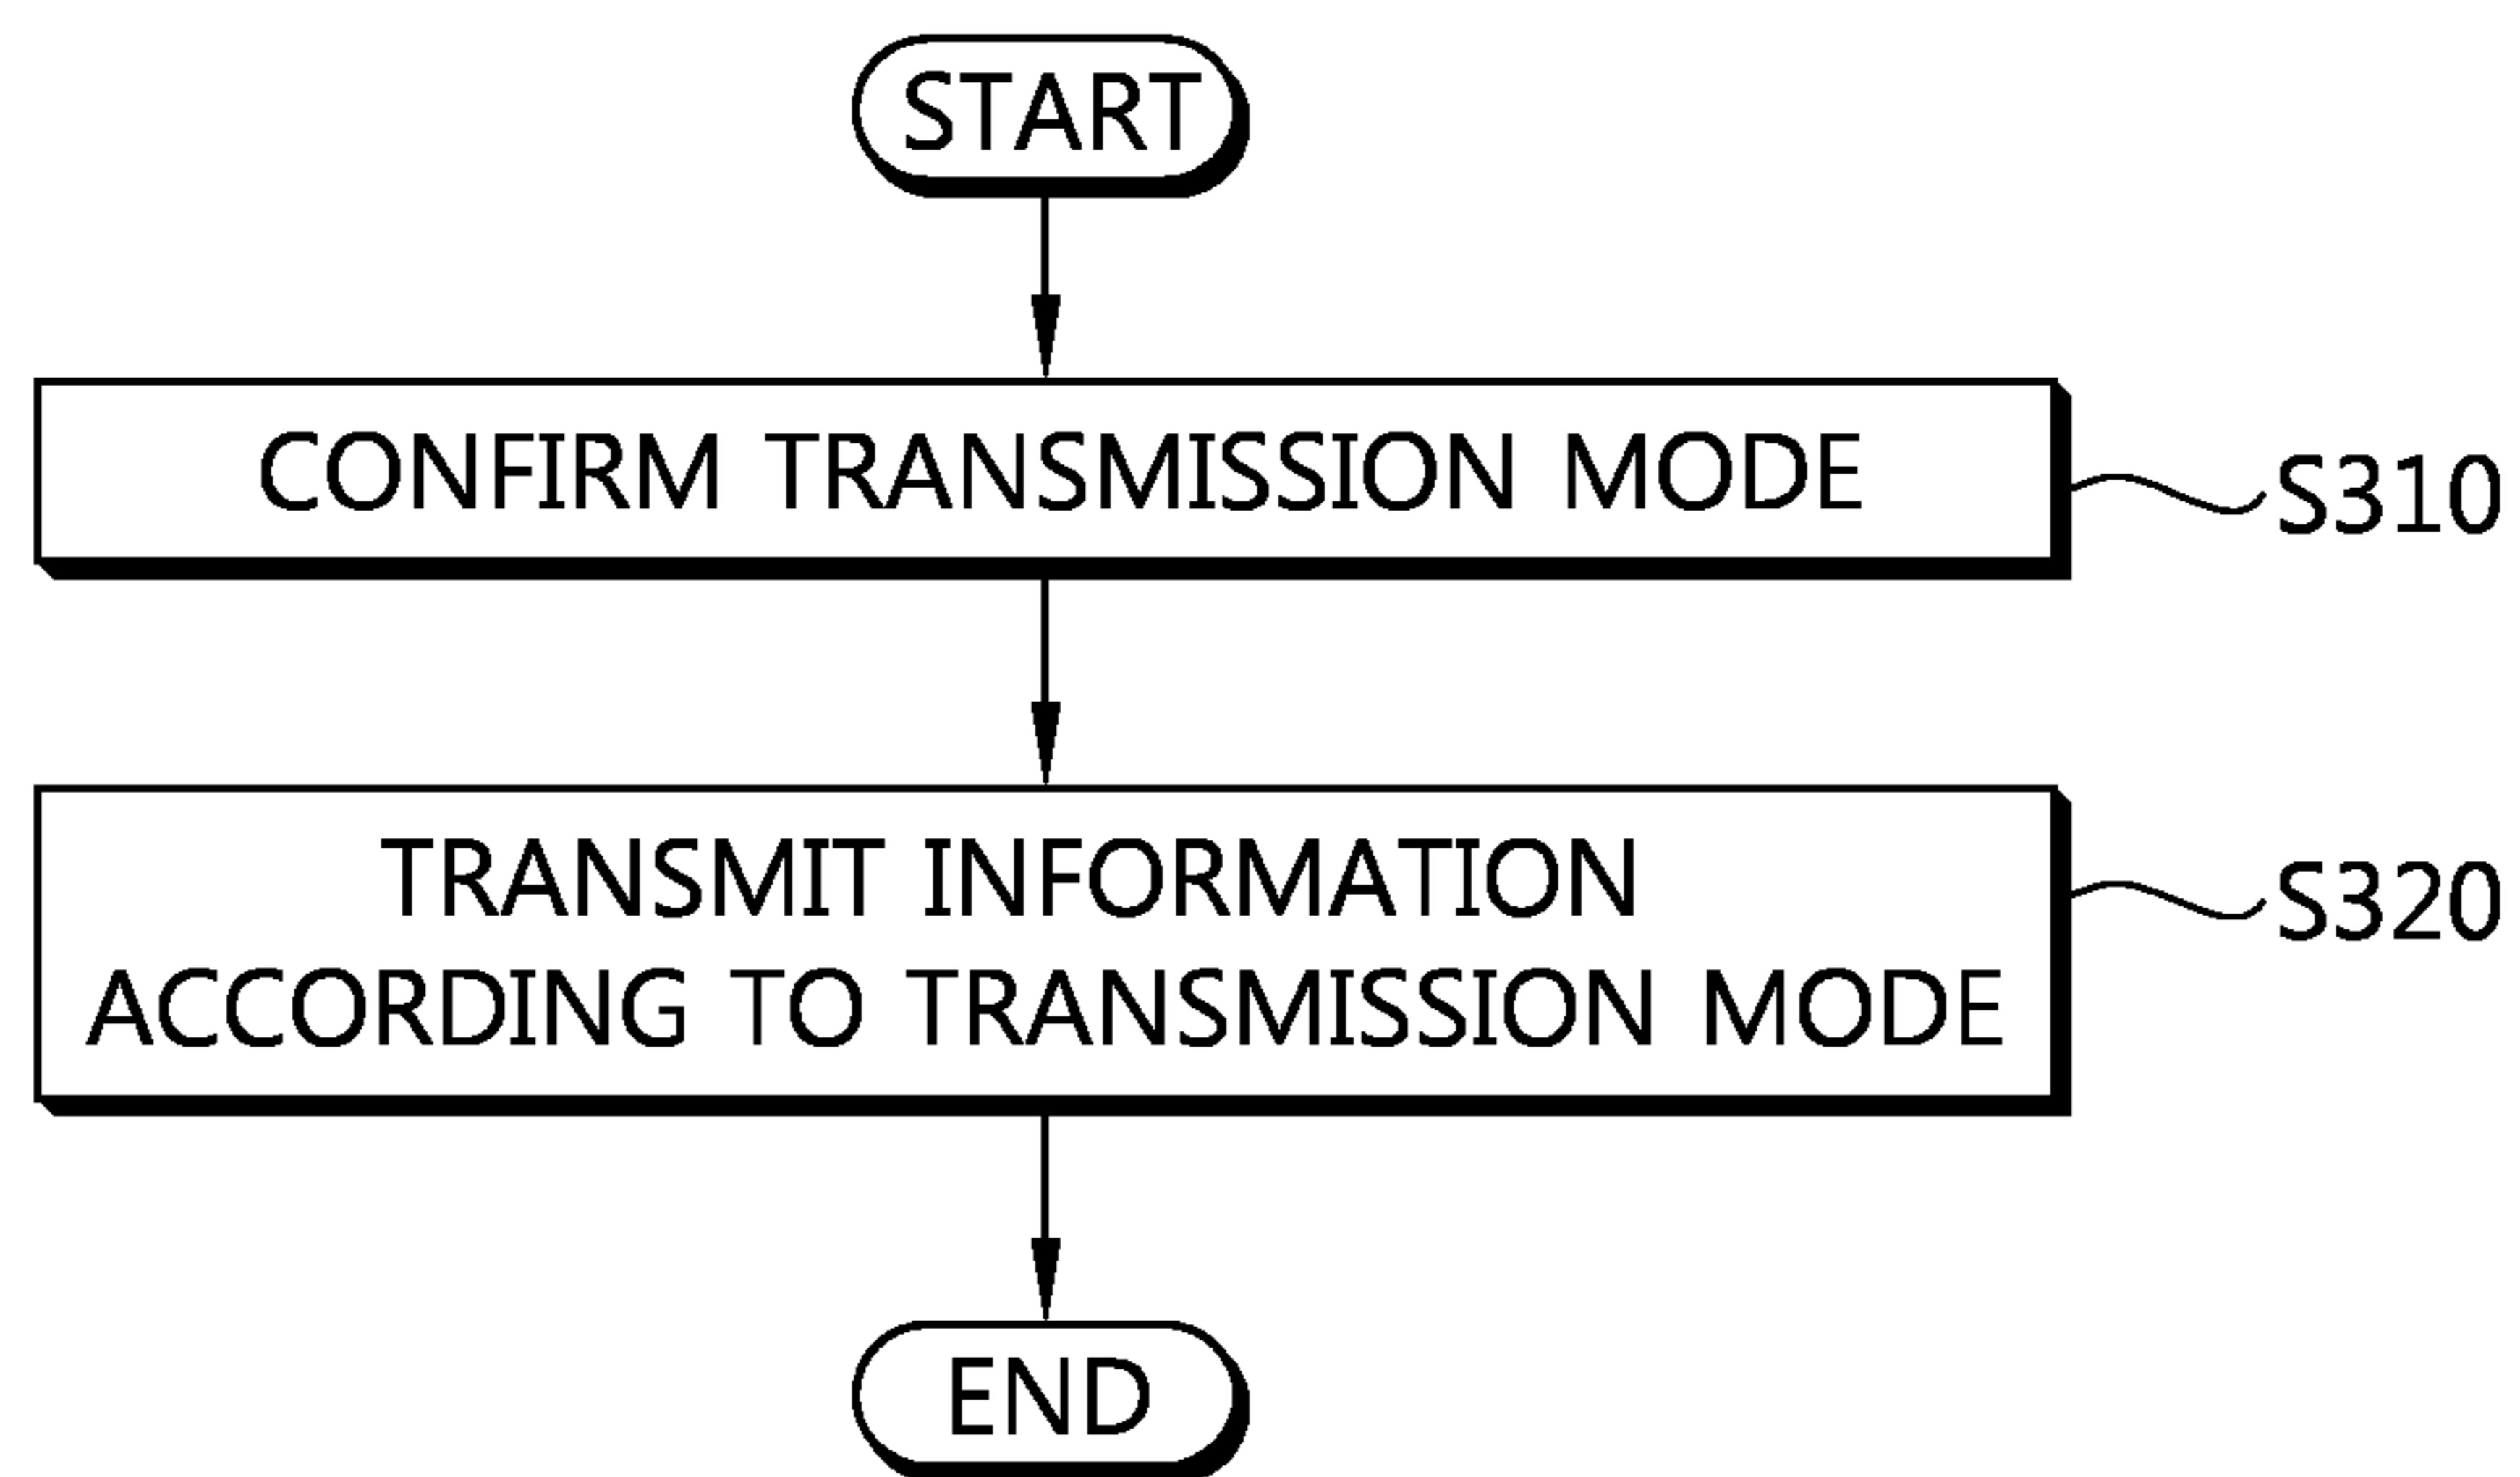 START
CONFIRM TRANSMISSION MODE
S310
TRANSMIT INFORMATION
ACCORDING TO TRANSMISSION MODE
S320
END